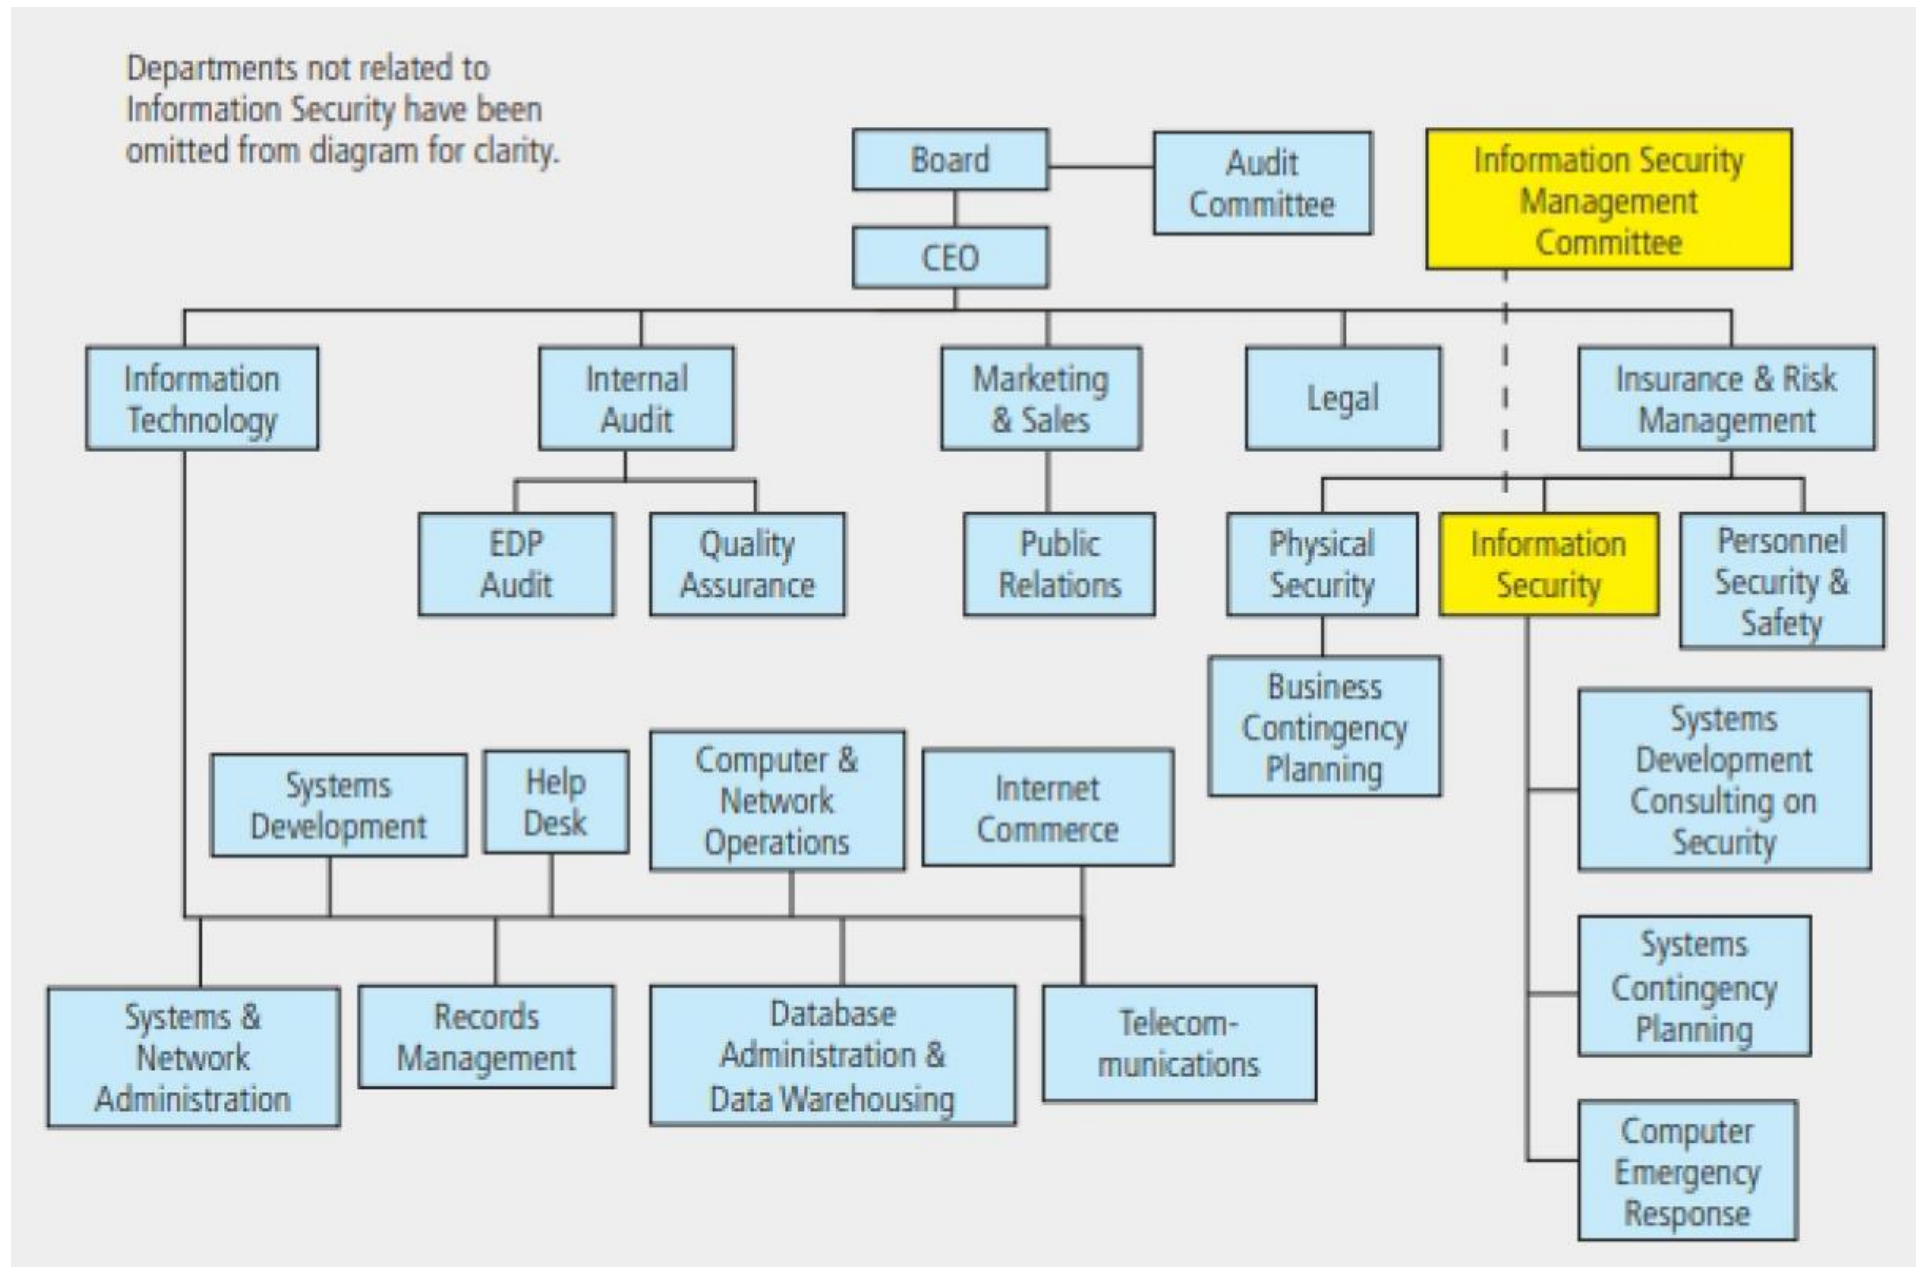 Departments not related to
Information Security have been
omitted from diagram for clarity.
Board
Audit
Committee
Information Security
Management
Committee
CEO
Information
Technology
Internal
Audit
Marketing
& Sales
Legal
Insurance & Risk
Management
EDP
Audit
Quality
Assurance
Public
Relations
Physical
Security
Information
Security
Personnel
Security &
Safety
Business
Contingency
Planning
Systems
Development
Consulting on
Security
Systems
Development
Help
Desk
Computer &
Network
Operations
Internet
Commerce
Systems
Contingency
Planning
Systems &
Network
Administration
Records
Management
Database
Administration &
Data Warehousing
Telecom-
munications
Computer
Emergency
Response